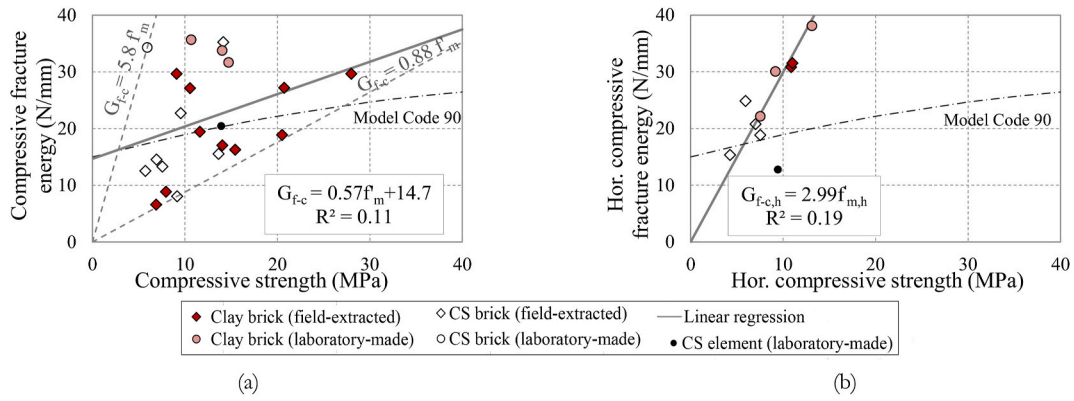 Compressive fracture
energy (N/mm)
40
30
20
10
0
0 10 20 30 40
Compressive strength (MPa)
G_f-c = 5.8 f'_m
G_f-c = 0.88 f'_m
Model Code 90
G_f-c = 0.57f'_m+14.7
R² = 0.11
Hor. compressive
fracture energy (N/mm)
40
30
20
10
0
0 10 20 30 40
Hor. compressive strength (MPa)
Model Code 90
G_f-c,h = 2.99f'_m,h
R² = 0.19
Clay brick (field-extracted)
CS brick (field-extracted)
Linear regression
Clay brick (laboratory-made)
CS brick (laboratory-made)
CS element (laboratory-made)
(a)
(b)